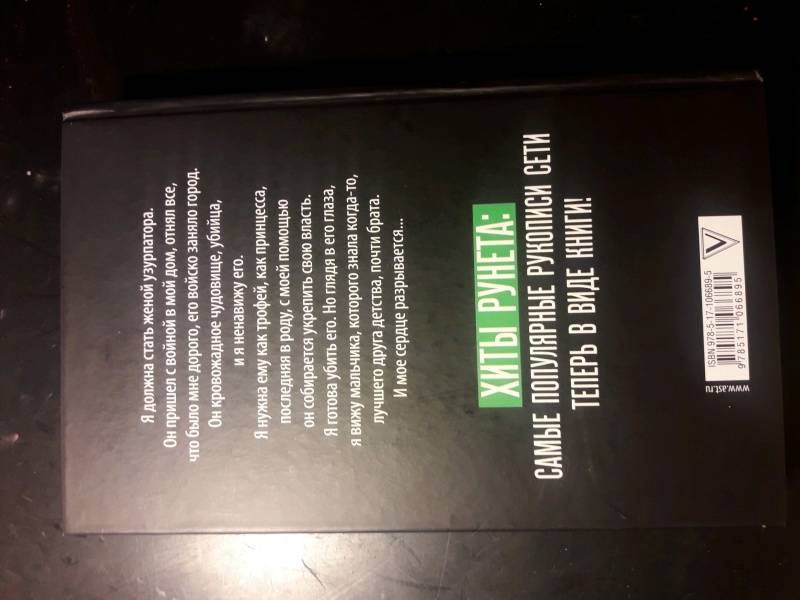 Я должна стать женой узурпатора.
Он пришел с войной в мой дом, отнял все,
что было мне дорого, его войско заняло город.
Он кровожадное чудовище, убийца,
и я ненавижу его.
Я нужна ему как трофей, как принцесса,
последняя в роду, с моей помощью
он собирается укрепить свою власть.
Я готова убить его. Но глядя в его глаза,
я вижу мальчика, которого знала когда-то,
лучшего друга детства, почти брата.
И мое сердце разрывается...
ХИТЫ РУНЕТА:
САМЫЕ ПОПУЛЯРНЫЕ РУКОПИСИ СЕТИ
ТЕПЕРЬ В ВИДЕ КНИГИ!
www.ast.ru
ISBN 978-5-17-106689-5
9785171066895